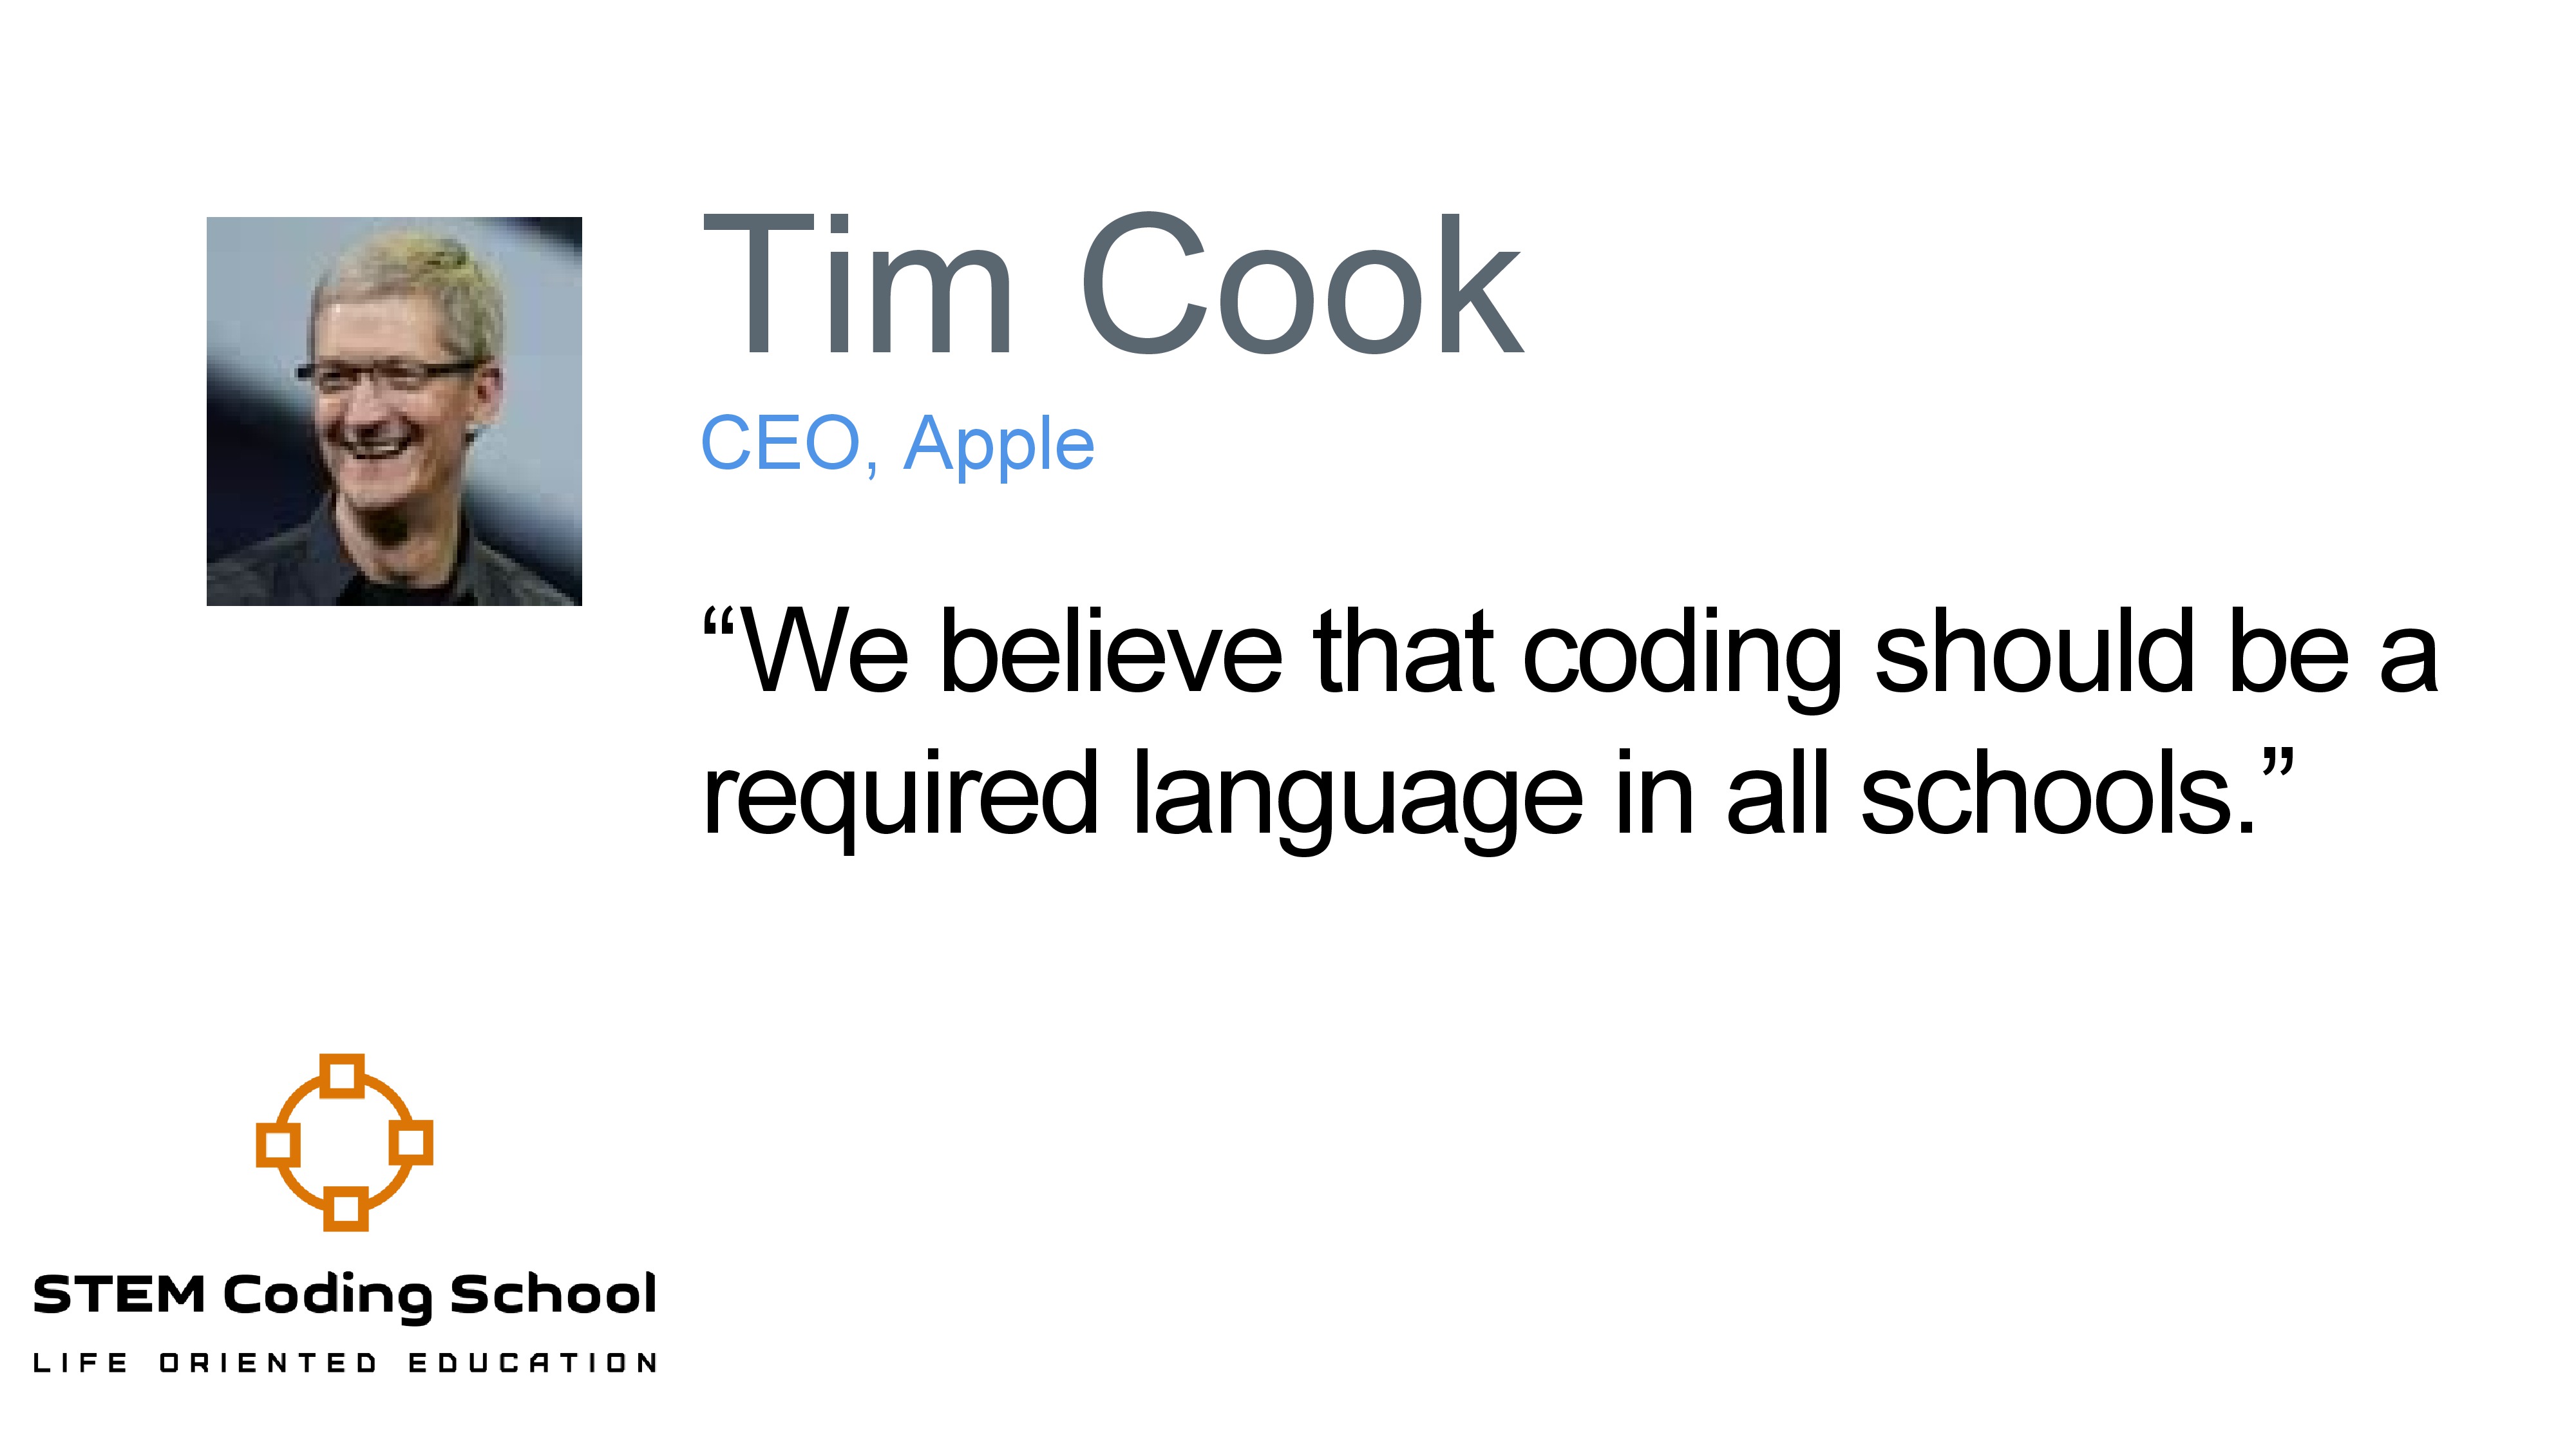 Tim Cook
CEO, Apple
“We believe that coding should be a
required language in all schools.”
STEM Coding School
LIFE ORIENTED EDUCATION